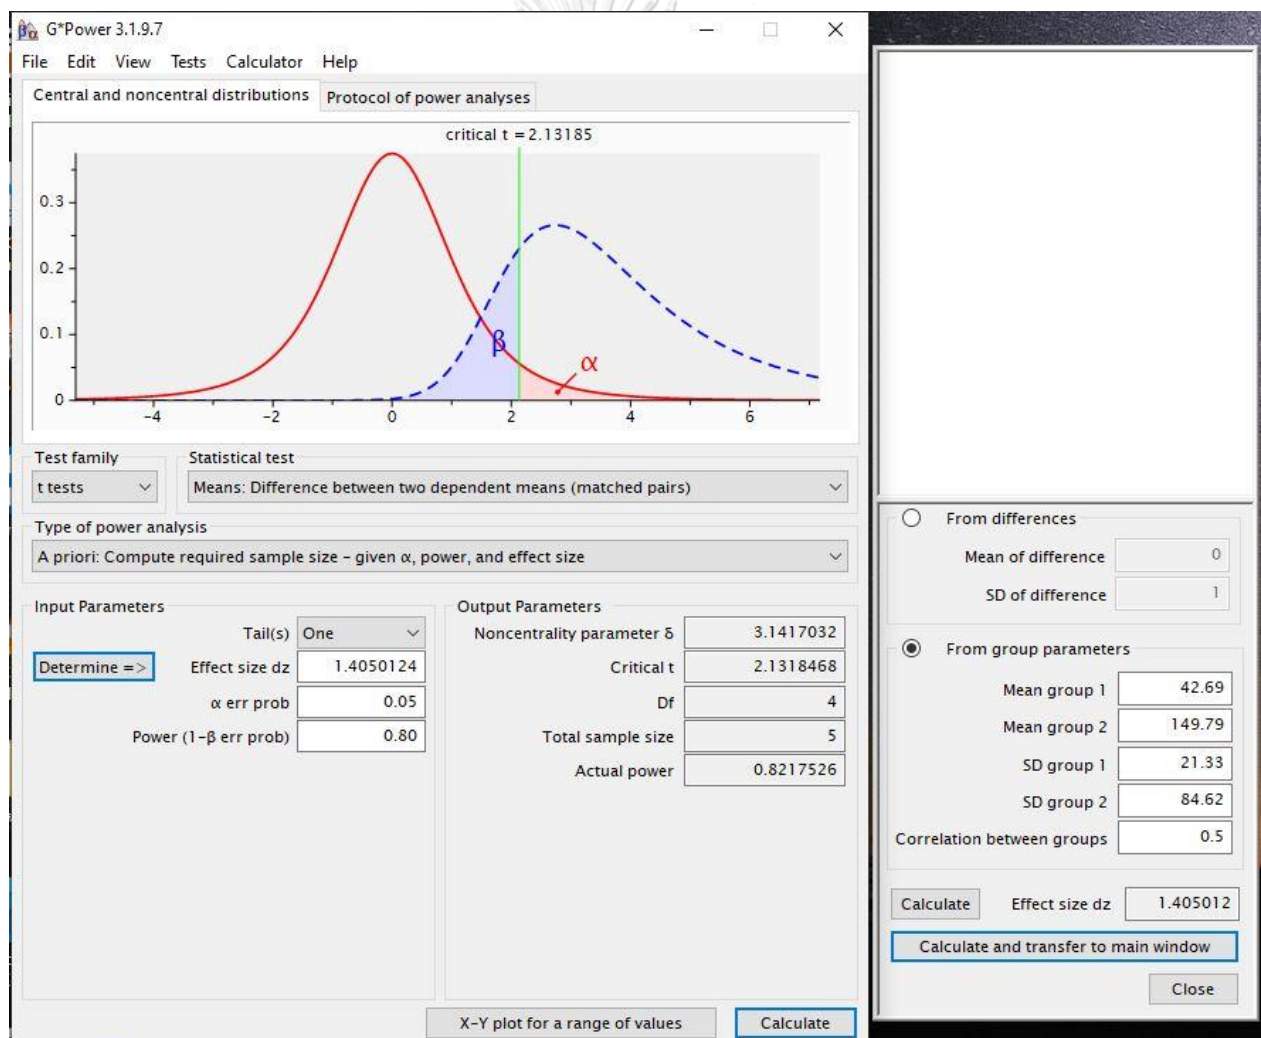 G*Power 3.1.9.7
File Edit View Tests Calculator Help
Central and noncentral distributions Protocol of power analyses
critical t = 2.13185
0.3
0.2
0.1
0
β
α
-4 -2 0 2 4 6
Test family Statistical test
t tests Means: Difference between two dependent means (matched pairs)
Type of power analysis
A priori: Compute required sample size - given α, power, and effect size
Input Parameters
Tail(s) One
Determine => Effect size dz 1.4050124
α err prob 0.05
Power (1-β err prob) 0.80
Output Parameters
Noncentrality parameter δ 3.1417032
Critical t 2.1318468
Df 4
Total sample size 5
Actual power 0.8217526
X-Y plot for a range of values Calculate
From differences
Mean of difference 0
SD of difference 1
From group parameters
Mean group 1 42.69
Mean group 2 149.79
SD group 1 21.33
SD group 2 84.62
Correlation between groups 0.5
Calculate Effect size dz 1.405012
Calculate and transfer to main window
Close